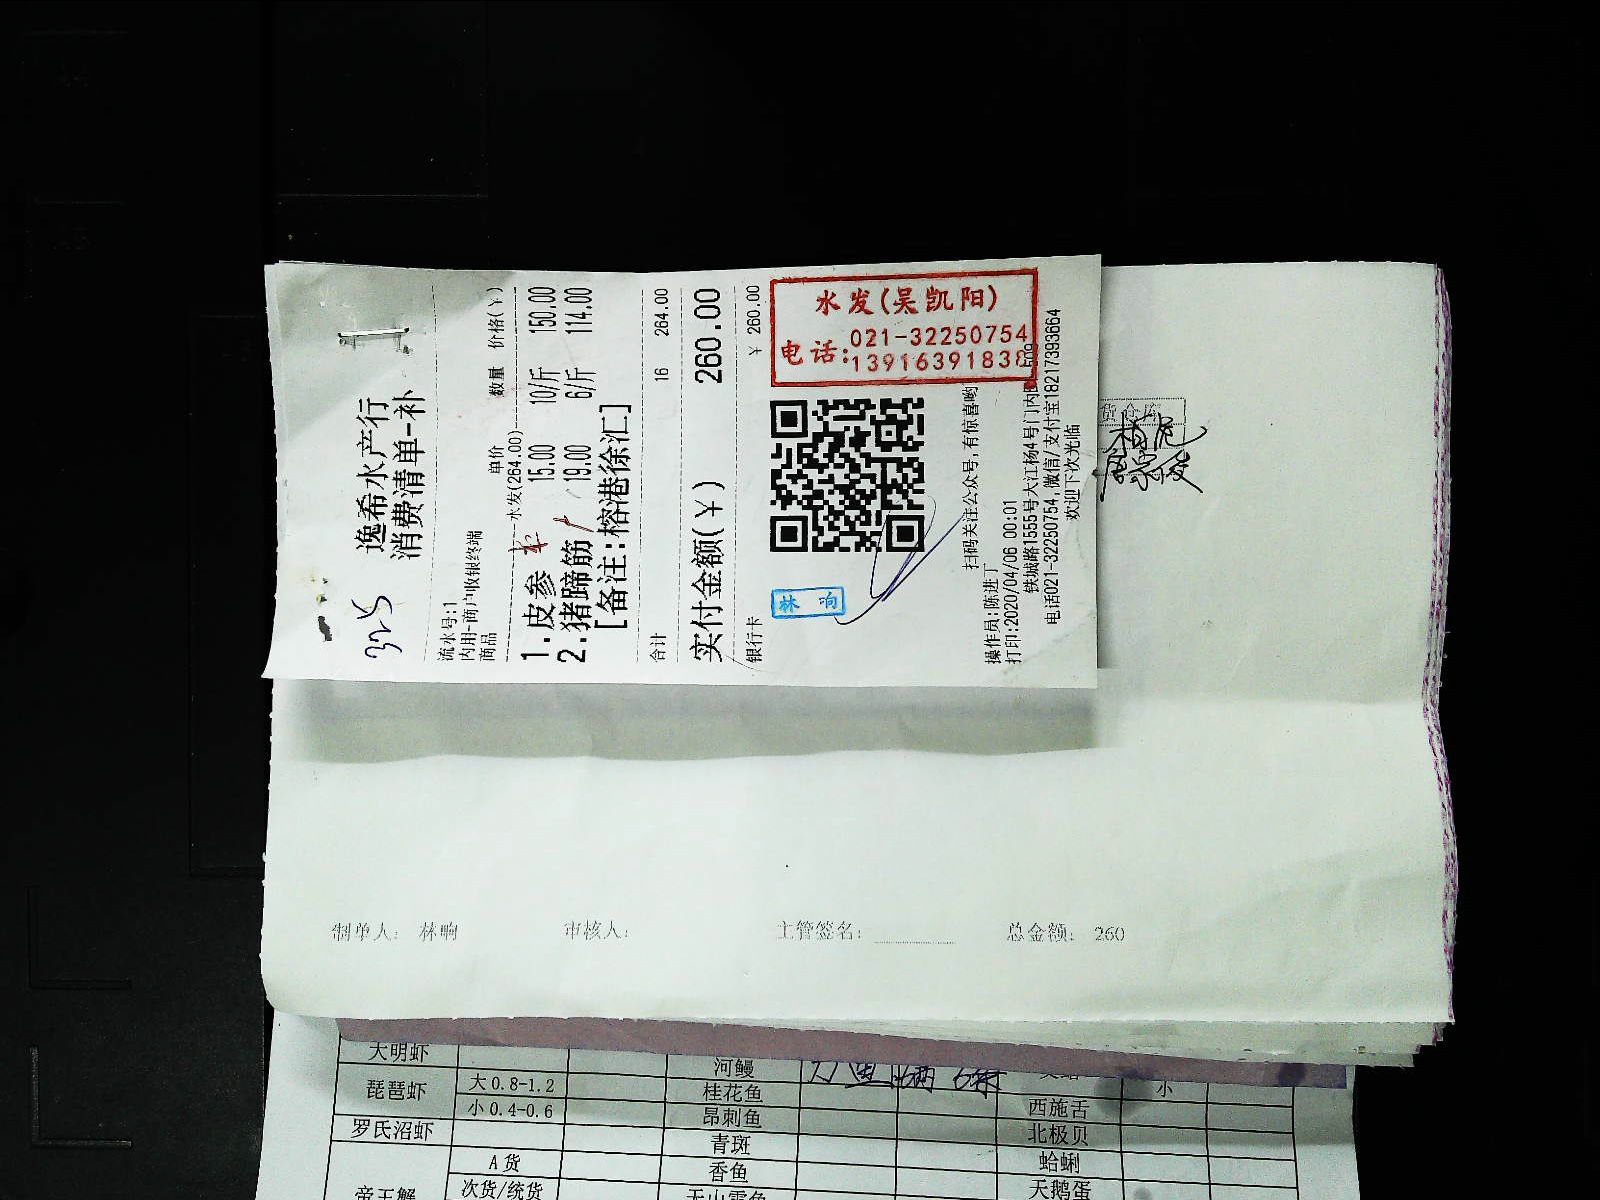 325
逸希水产行
消费清单-补
流水号:1
内用-商户收银终端
商品 单价 数量 价格(¥)
水发(264.00)
1.皮参 15.00 10/斤 150.00
2.猪蹄筋 19.00 6/斤 114.00
[备注:榕港徐汇]
合计 16 264.00
实付金额(¥) 260.00
银行卡 ¥ 260.00
水发(吴凯阳)
电话:021-32250754
13916391838
林响
扫码关注公众号,有惊喜哟
操作员:陈进丁
打印:2020/04/06 00:01
铁城路1555号大江杨4号门内
电话021-32250754,微信/支付宝18217393664
欢迎下次光临
制单人: 林响 审核人: 主管签名: 总金额: 260
大明虾 河鳗
琵琶虾 大0.8-1.2 桂花鱼 小
小0.4-0.6 昂刺鱼 西施舌
罗氏沼虾 青斑 北极贝
A货 香鱼 蛤蜊
帝王蟹 次货/统货 天鹅蛋